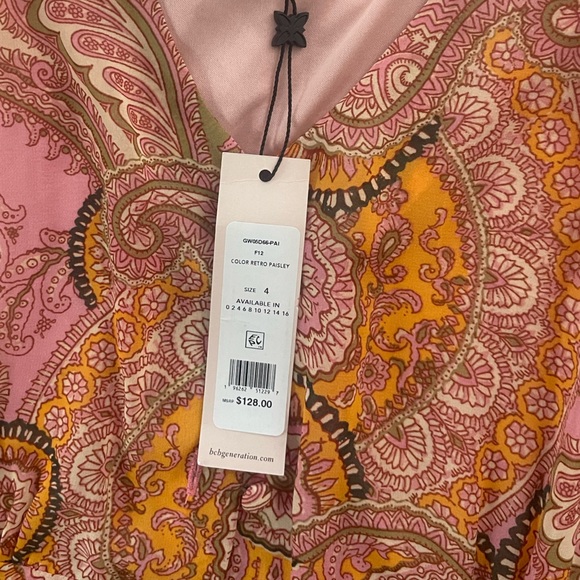 GW05D66-PAI
F12
COLOR RETRO PAISLEY
SIZE 4
AVAILABLE IN
0 2 4 6 8 10 12 14 16
MSRP $128.00
bcbgeneration.com